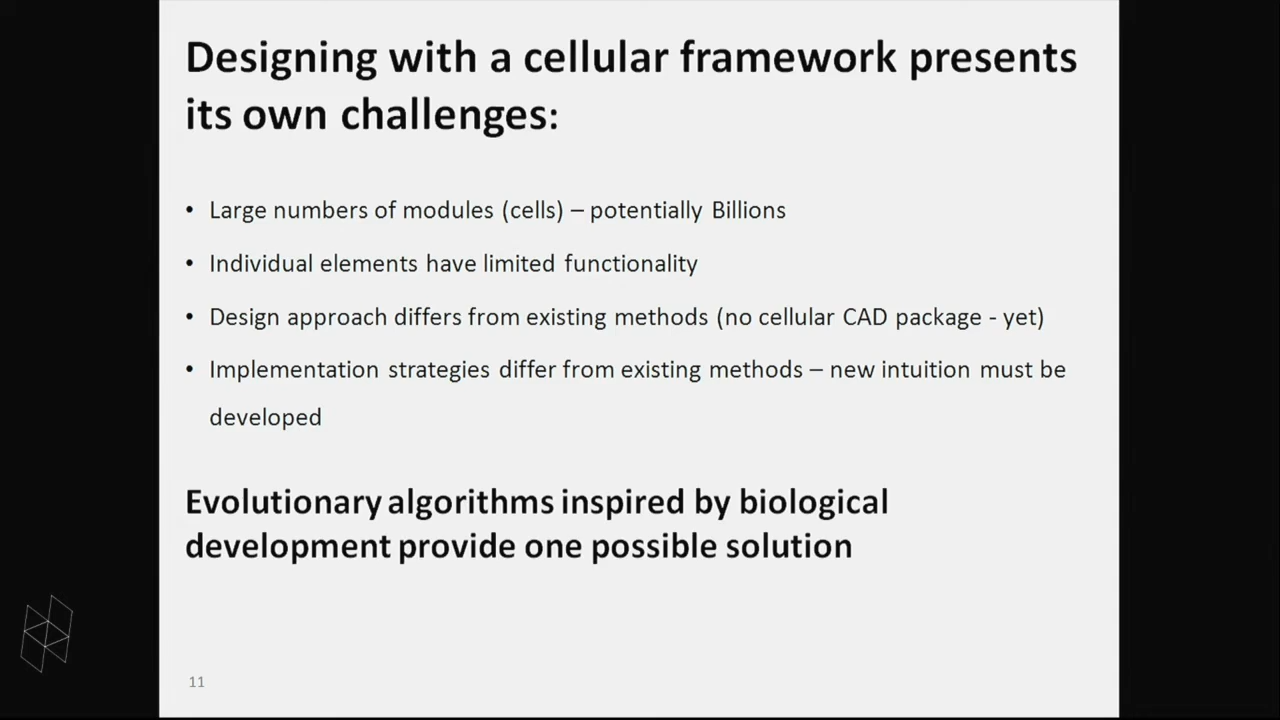 Designing with a cellular framework presents
its own challenges:
• Large numbers of modules (cells) – potentially Billions
• Individual elements have limited functionality
• Design approach differs from existing methods (no cellular CAD package - yet)
• Implementation strategies differ from existing methods – new intuition must be
developed
Evolutionary algorithms inspired by biological
development provide one possible solution
11